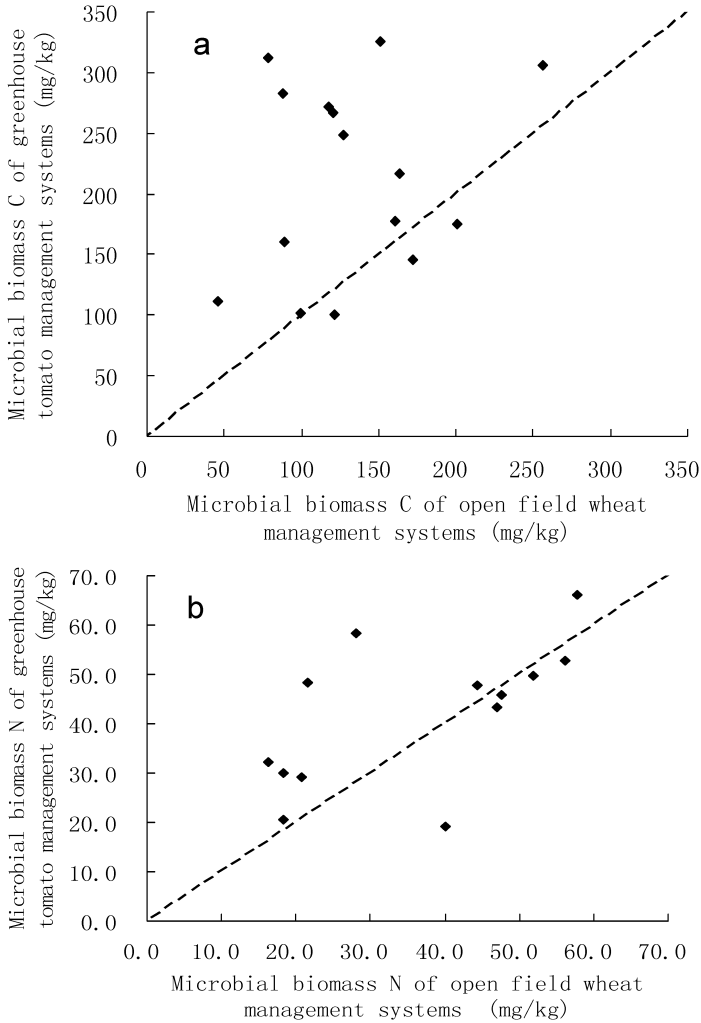 a
Microbial biomass C of greenhouse
tomato management systems (mg/kg)
350
300
250
200
150
100
50
0
0 50 100 150 200 250 300 350
Microbial biomass C of open field wheat
management systems (mg/kg)
b
Microbial biomass N of greenhouse
tomato management systems (mg/kg)
70.0
60.0
50.0
40.0
30.0
20.0
10.0
0.0
0.0 10.0 20.0 30.0 40.0 50.0 60.0 70.0
Microbial biomass N of open field wheat
management systems (mg/kg)